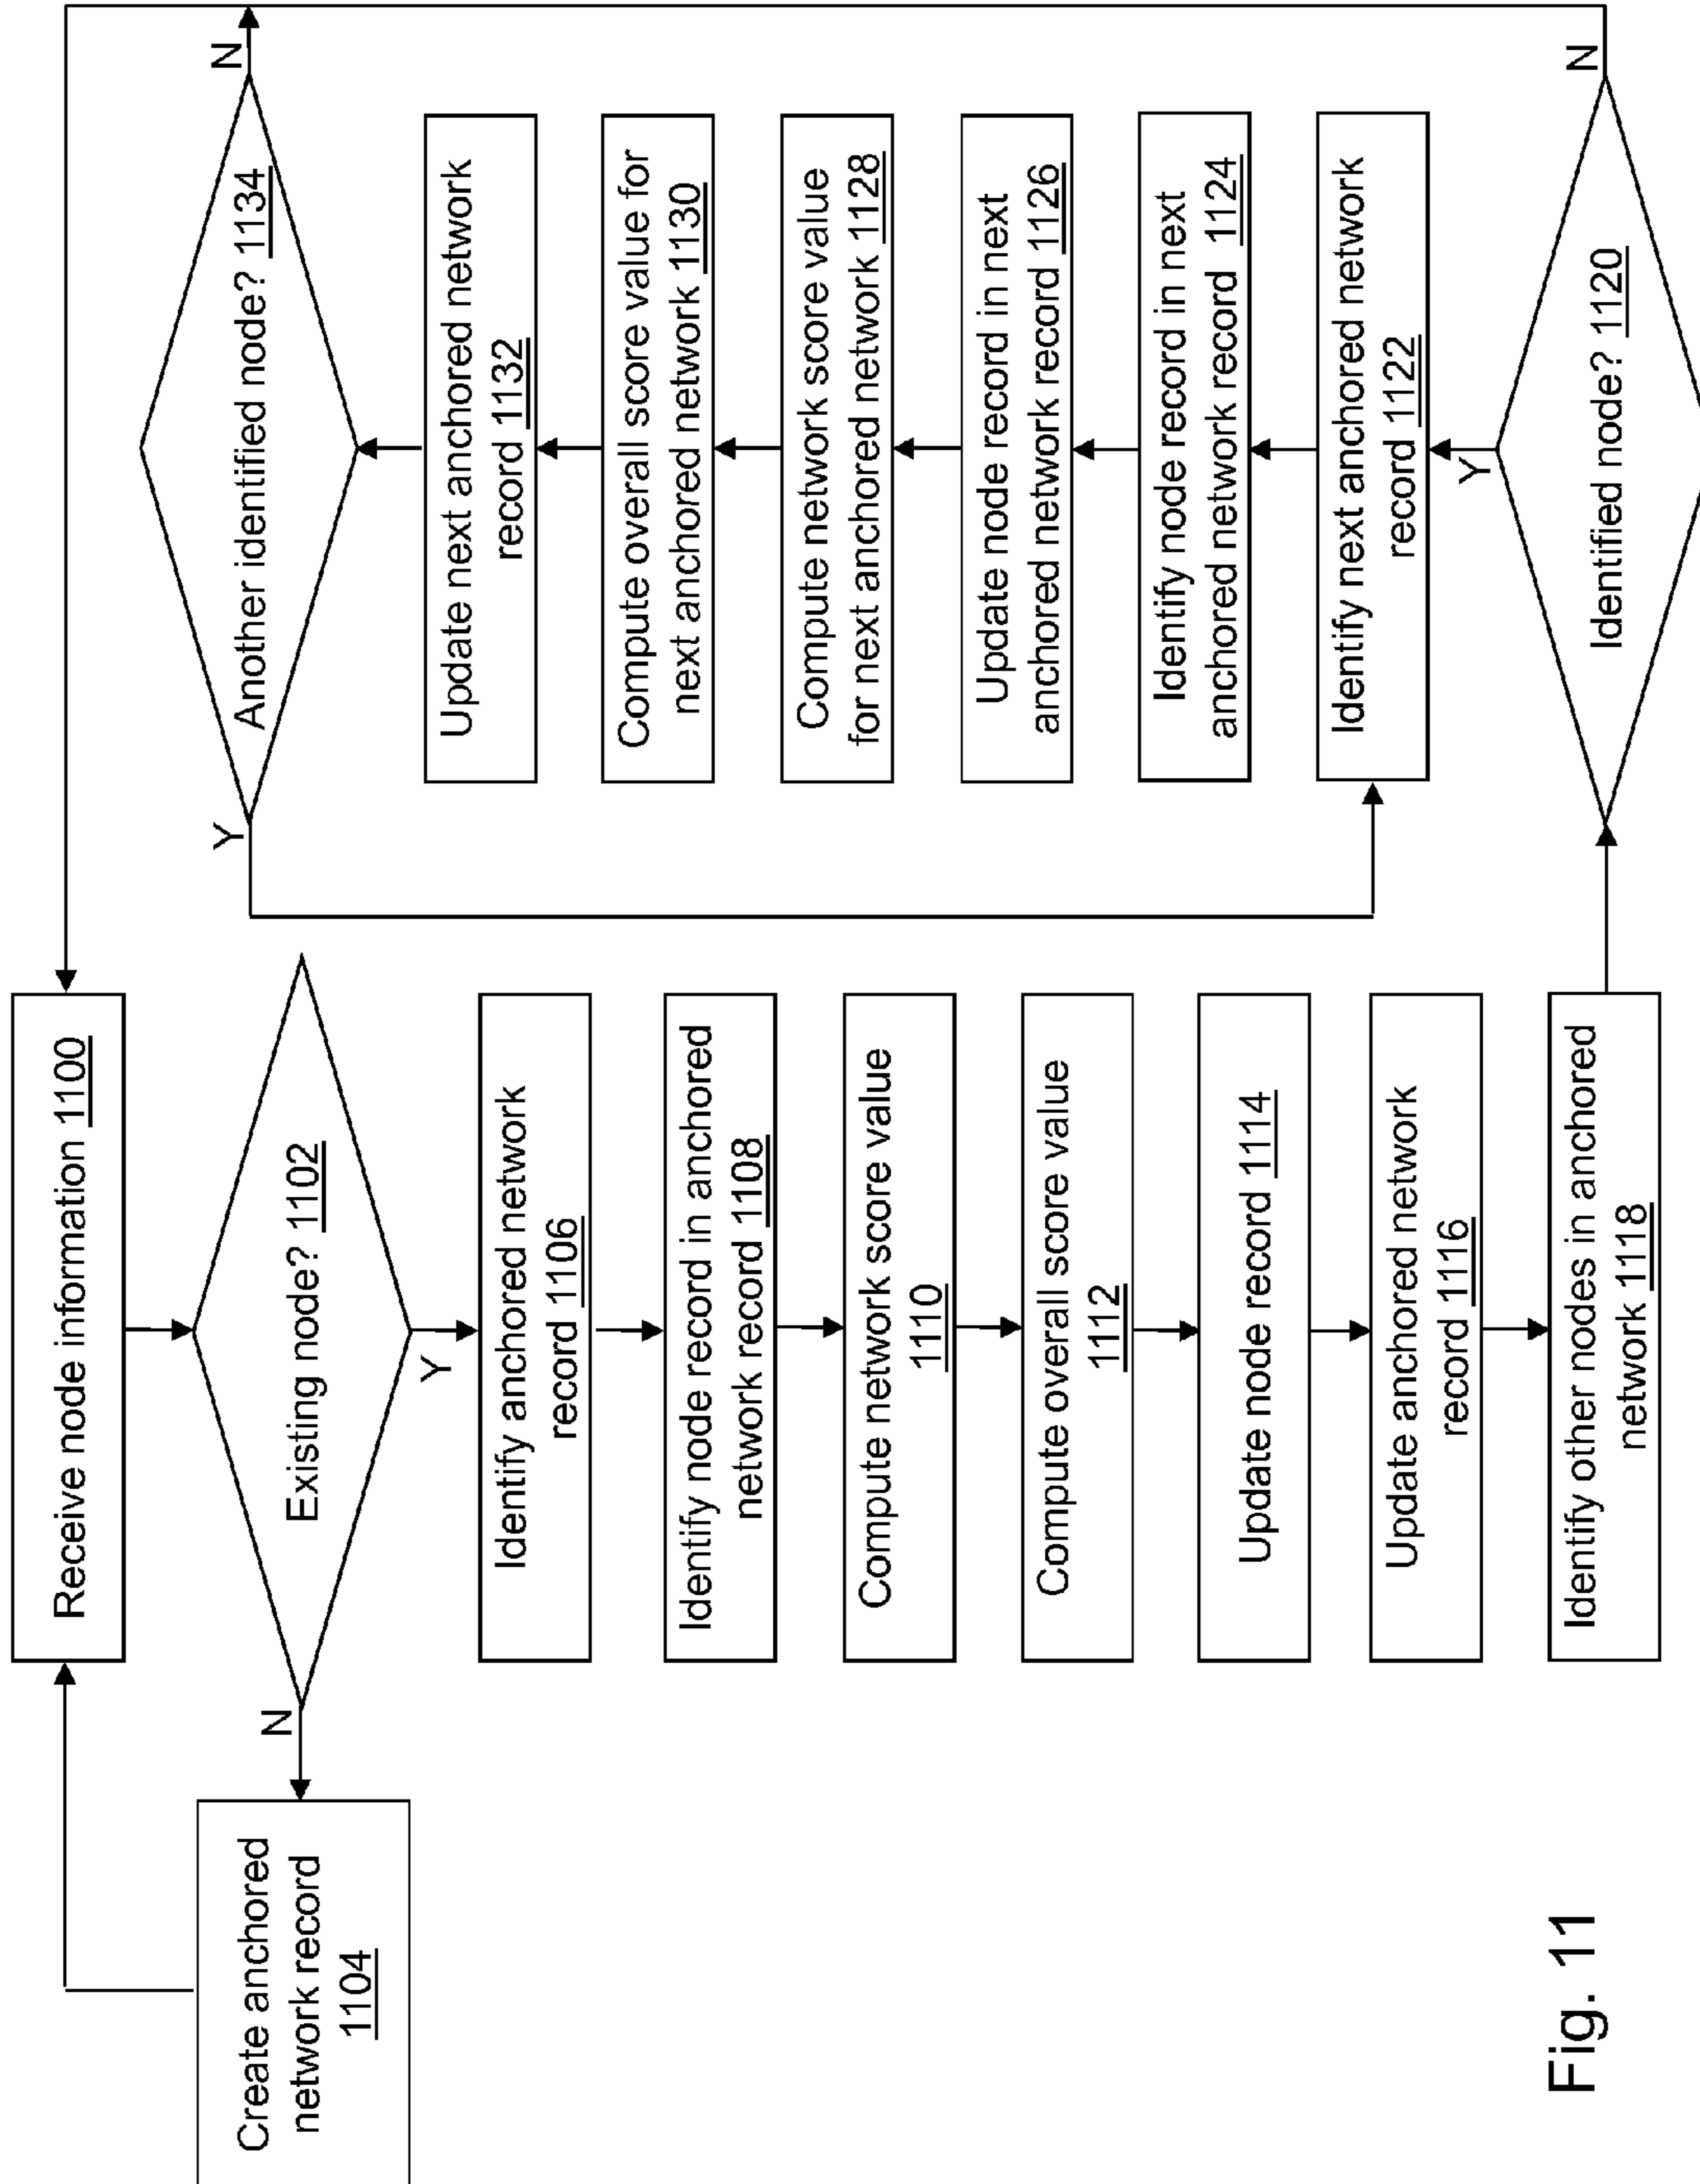 Receive node information 1100
Existing node? 1102
N
Y
Create anchored
network record
1104
Identify anchored network
record 1106
Identify node record in anchored
network record 1108
Compute network score value
1110
Compute overall score value
1112
Update node record 1114
Update anchored network
record 1116
Identify other nodes in anchored
network 1118
Identified node? 1120
N
Y
Identify next anchored network
record 1122
Identify node record in next
anchored network record 1124
Update node record in next
anchored network record 1126
Compute network score value
for next anchored network 1128
Compute overall score value for
next anchored network 1130
Update next anchored network
record 1132
Another identified node? 1134
Y
N
Fig. 11